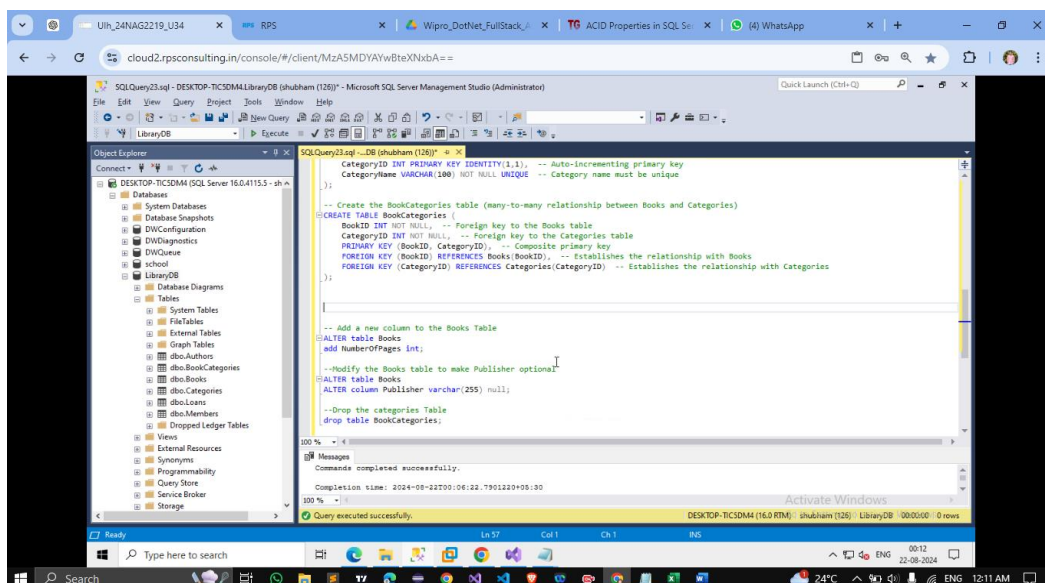 Ulh_24NAG2219_U34
RPS RPS
Wipro_DotNet_FullStack_A
TG ACID Properties in SQL Se
(4) WhatsApp
cloud2.rpsconsulting.in/console/#/client/MzA5MDYAYwBteXNxbA==
SQLQuery23.sql - DESKTOP-TIC5DM4.LibraryDB (shubham (126))* - Microsoft SQL Server Management Studio (Administrator)
Quick Launch (Ctrl+Q)
File Edit View Query Project Tools Window Help
New Query
LibraryDB
Execute
Object Explorer
SQLQuery23.sql -...DB (shubham (126))*
Connect
DESKTOP-TIC5DM4 (SQL Server 16.0.4115.5 - sh
Databases
System Databases
Database Snapshots
DWConfiguration
DWDiagnostics
DWQueue
school
LibraryDB
Database Diagrams
Tables
System Tables
FileTables
External Tables
Graph Tables
dbo.Authors
dbo.BookCategories
dbo.Books
dbo.Categories
dbo.Loans
dbo.Members
Dropped Ledger Tables
Views
External Resources
Synonyms
Programmability
Query Store
Service Broker
Storage
CategoryID INT PRIMARY KEY IDENTITY(1,1), -- Auto-incrementing primary key
CategoryName VARCHAR(100) NOT NULL UNIQUE -- Category name must be unique
);
-- Create the BookCategories table (many-to-many relationship between Books and Categories)
CREATE TABLE BookCategories (
BookID INT NOT NULL, -- Foreign key to the Books table
CategoryID INT NOT NULL, -- Foreign key to the Categories table
PRIMARY KEY (BookID, CategoryID), -- Composite primary key
FOREIGN KEY (BookID) REFERENCES Books(BookID), -- Establishes the relationship with Books
FOREIGN KEY (CategoryID) REFERENCES Categories(CategoryID) -- Establishes the relationship with Categories
);
-- Add a new column to the Books Table
ALTER table Books
add NumberOfPages int;
--Modify the Books table to make Publisher optional
ALTER table Books
ALTER column Publisher varchar(255) null;
--Drop the categories Table
drop table BookCategories;
100 %
Messages
Commands completed successfully.
Completion time: 2024-08-22T00:06:22.7901220+05:30
100 %
Activate Windows
Query executed successfully.
DESKTOP-TIC5DM4 (16.0 RTM) shubham (126) LibraryDB 00:00:00 0 rows
Ready
Ln 57 Col 1 Ch 1 INS
Type here to search
ENG
00:12
22-08-2024
Search
24°C
ENG 12:11 AM